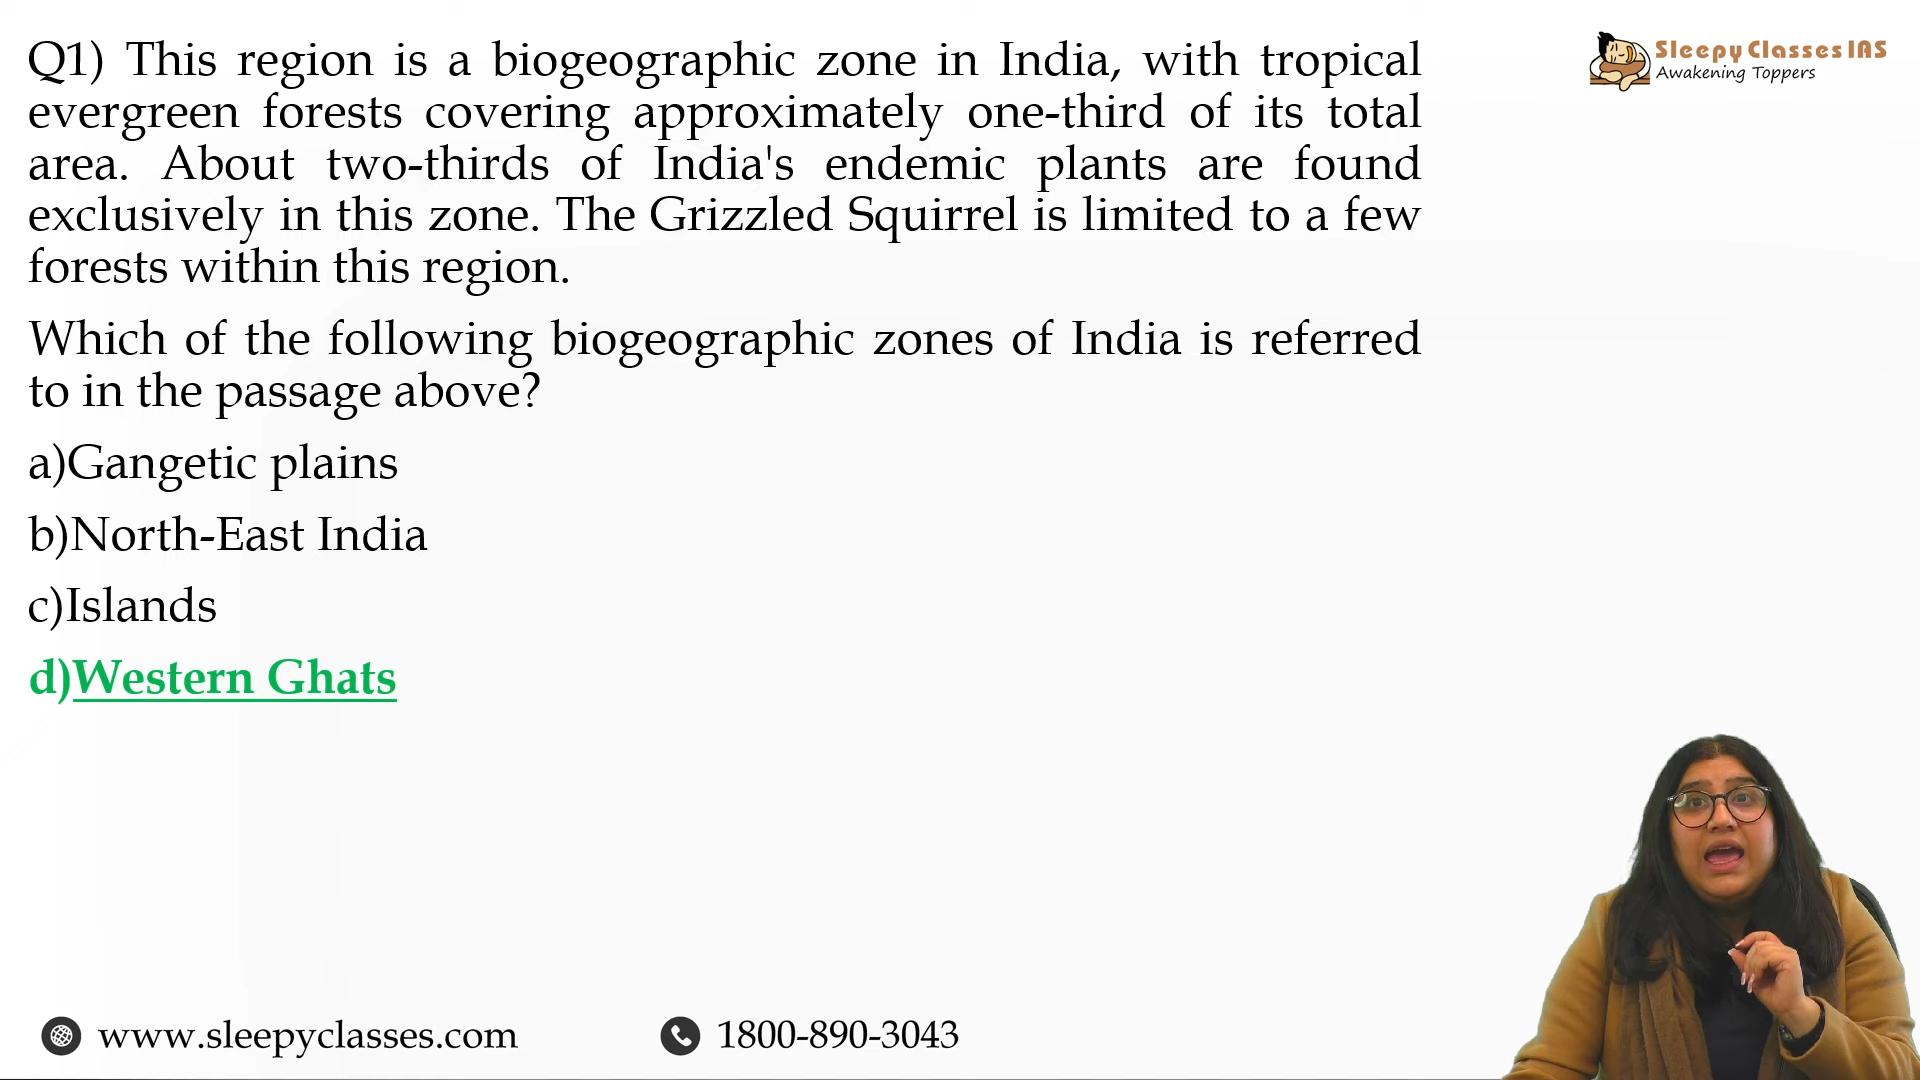 Q1) This region is a biogeographic zone in India, with tropical
evergreen forests covering approximately one-third of its total
area. About two-thirds of India's endemic plants are found
exclusively in this zone. The Grizzled Squirrel is limited to a few
forests within this region.
Which of the following biogeographic zones of India is referred
to in the passage above?
a)Gangetic plains
b)North-East India
c)Islands
d)Western Ghats
Sleepy Classes IAS
Awakening Toppers
www.sleepyclasses.com
1800-890-3043